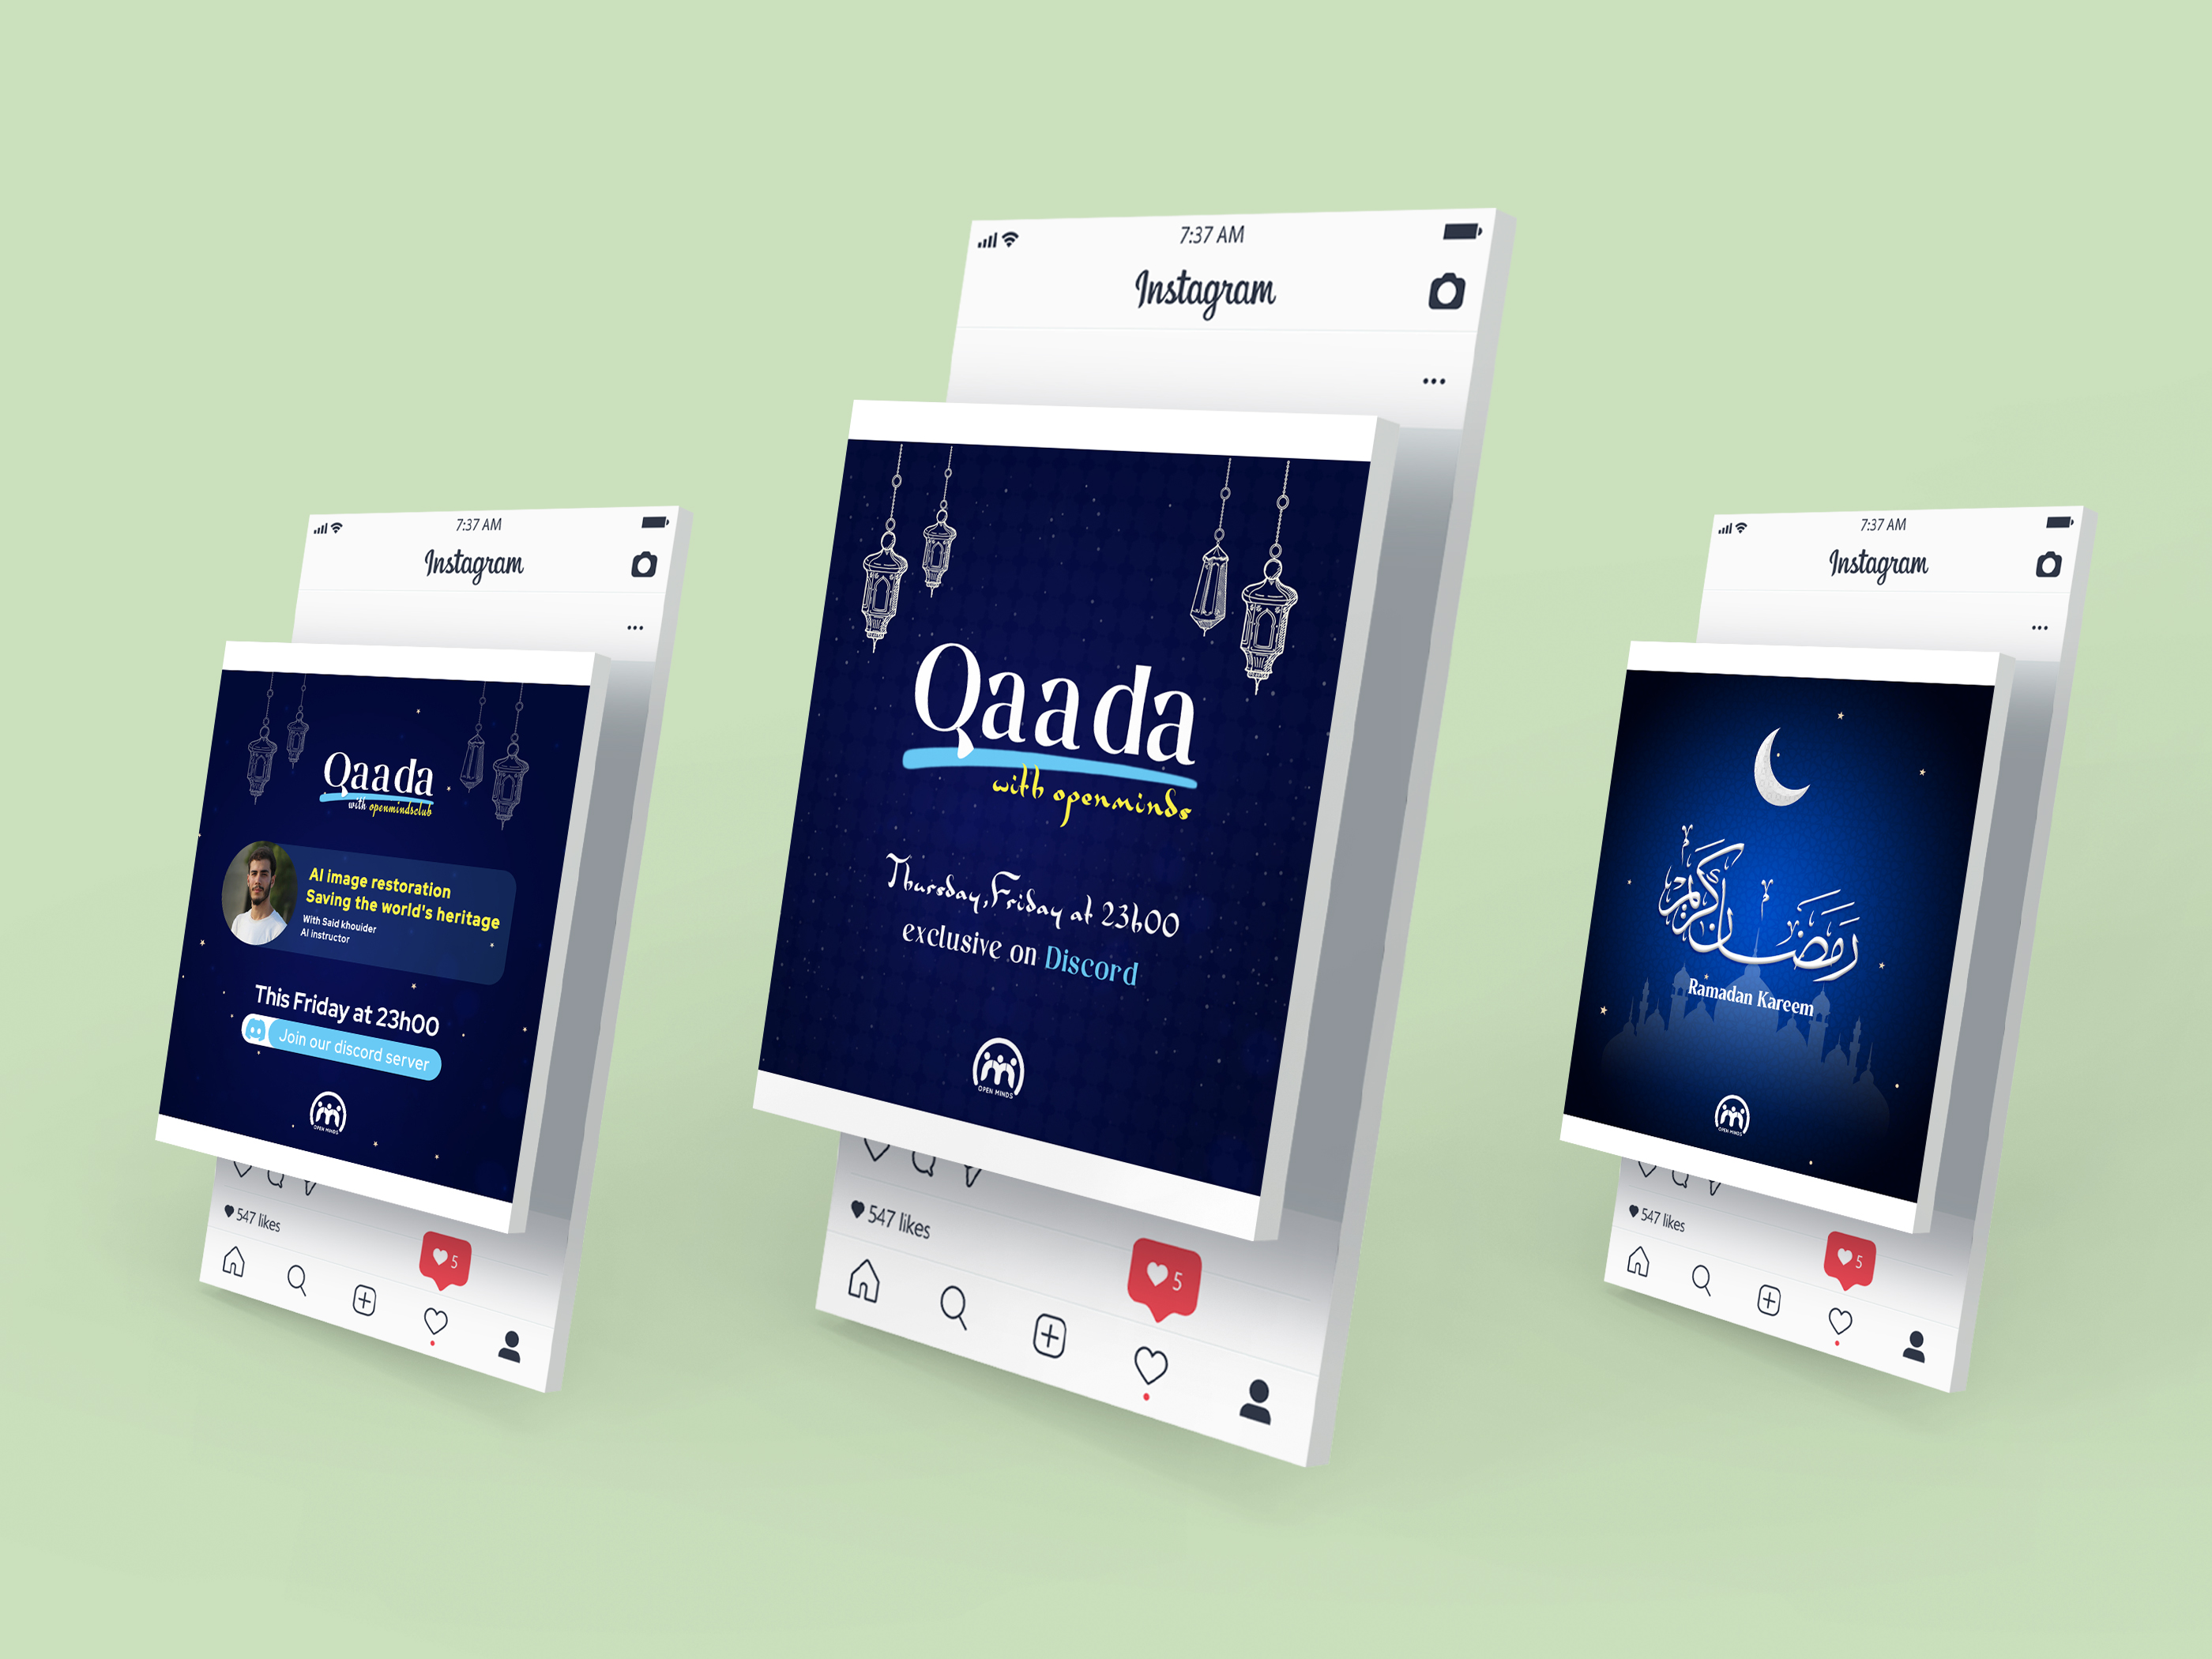 7:37 AM
Instagram
Qaada
with openmindsclub
AI image restoration
Saving the world's heritage
With Said khouider
AI instructor
This Friday at 23h00
Join our discord server
OPEN MINDS
547 likes
5
7:37 AM
Instagram
Qaada
with openminds
Thursday,Friday at 23h00
exclusive on Discord
OPEN MINDS
547 likes
5
7:37 AM
Instagram
رمضان كريم
Ramadan Kareem
OPEN MINDS
547 likes
5